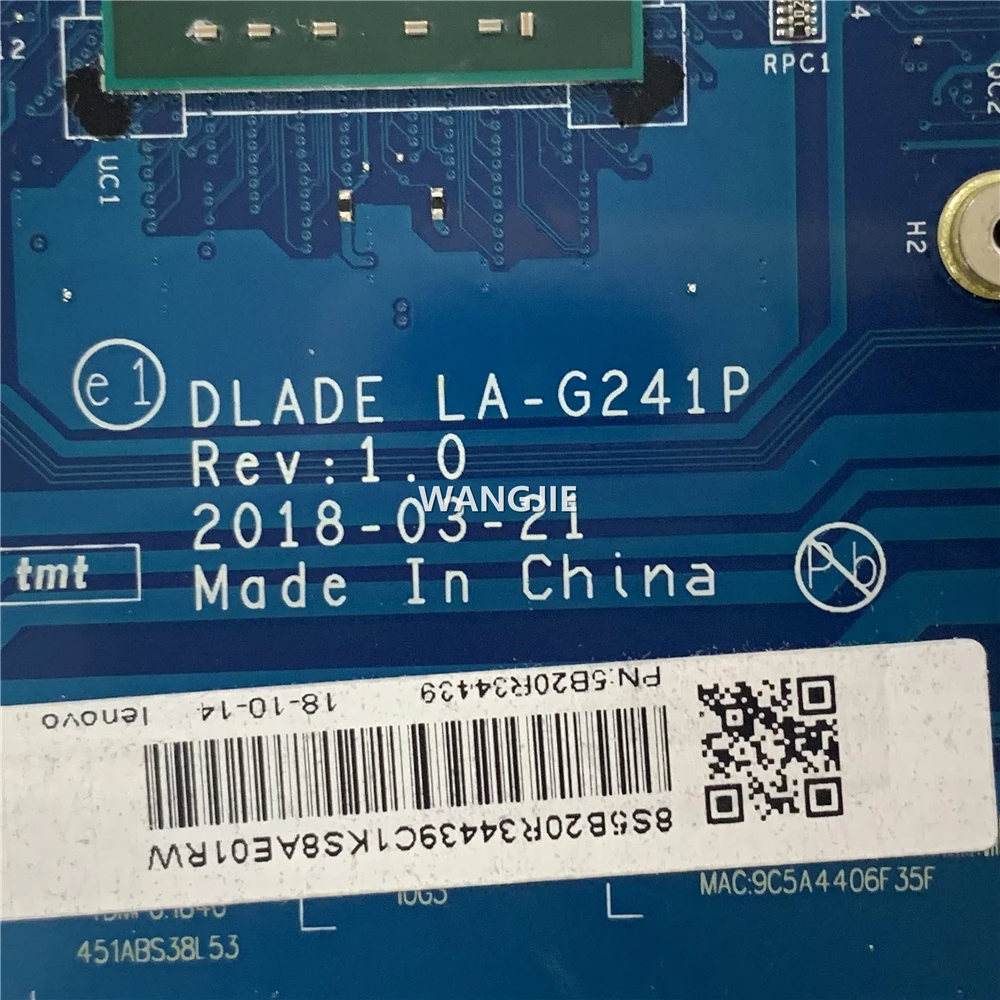 RPC1
UC1
H2
e1
DLADE LA-G241P
Rev:1.0
WANGJIE
2018-03-21
tmt
Made In China
Pb
PN:5B20R34439
18-10-14
lenovo
8S5B20R34439C1KS8AE01RW
MAC:9C5A4406F35F
451ABS38L53